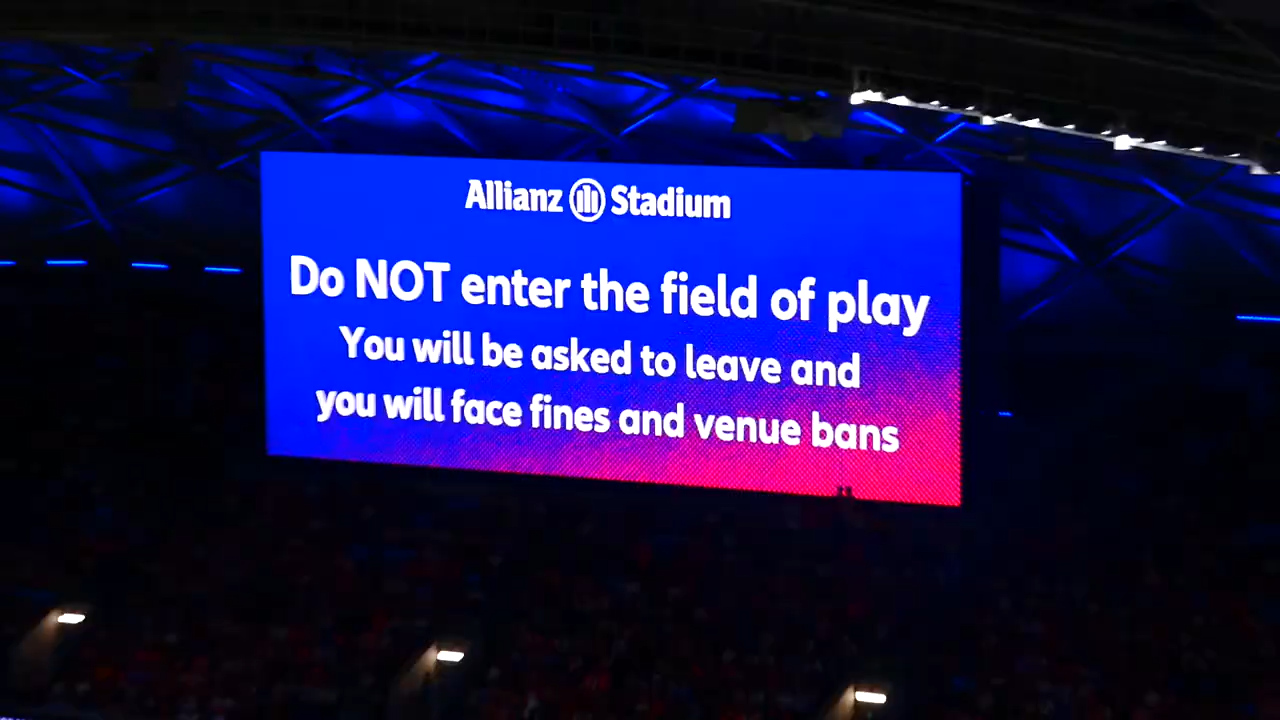 Allianz Stadium
Do NOT enter the field of play
You will be asked to leave and
you will face fines and venue bans